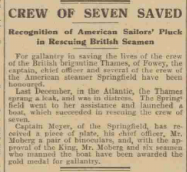 CREW OF SEVEN SAVED
Recognition of American Sailors' Pluck
in Rescuing British Seamen
For gallantry in saving the lives of the crew
of the British brigantine Thames, of Fowey, the
captain, chief officer and several of the crew of
the American steamer Springfield have been
honoured.
Last December, in the Atlantic, the Thames
sprang a leak, and was in distress. The Spring-
field went to her assistance and launched a
boat, which succeeded in rescuing the crew of
seven.
Captain Meyer, of the Springfield, has re-
ceived a piece of plate, his chief officer, Mr.
Moberg a pair of binoculars, and, with the ap-
proval of the King, Mr. Moberg and six seamen
who manned the boat have been awarded the
gold medal for gallantry.